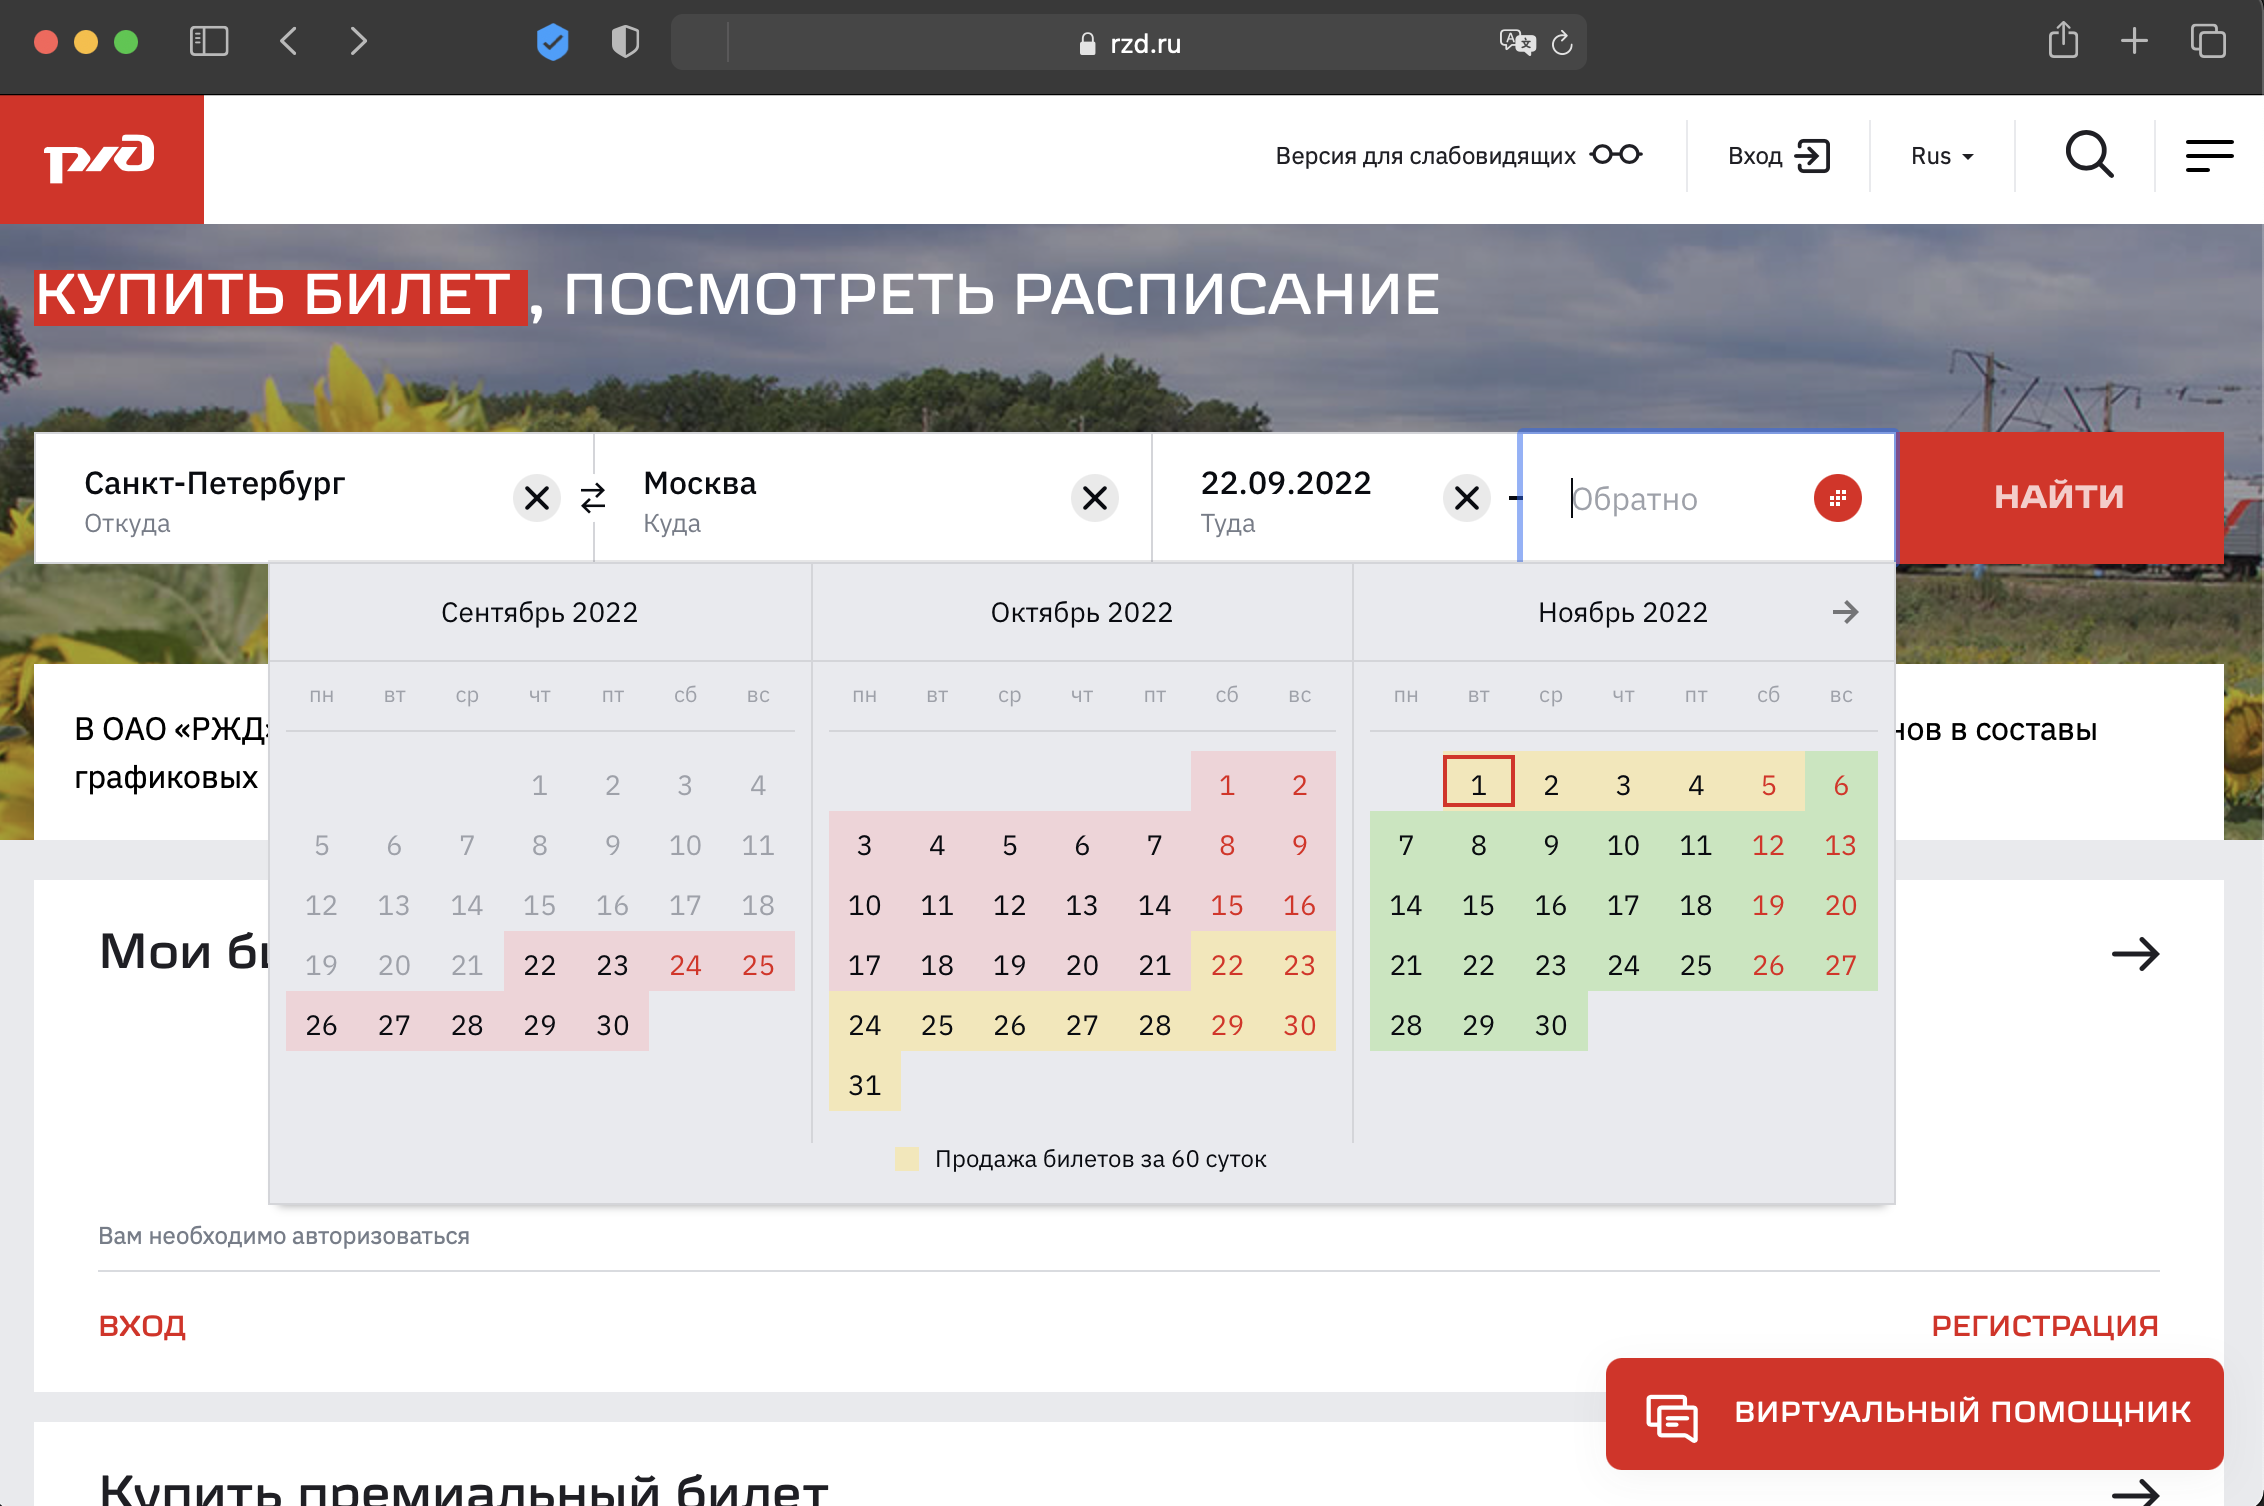 rzd.ru
ржд
Версия для слабовидящих
Вход
Rus
КУПИТЬ БИЛЕТ, ПОСМОТРЕТЬ РАСПИСАНИЕ
Санкт-Петербург
Откуда
Москва
Куда
22.09.2022
Туда
Обратно
НАЙТИ
Сентябрь 2022
Октябрь 2022
Ноябрь 2022
пн вт ср чт пт сб вс
1 2 3 4
5 6 7 8 9 10 11
12 13 14 15 16 17 18
19 20 21 22 23 24 25
26 27 28 29 30
пн вт ср чт пт сб вс
1 2
3 4 5 6 7 8 9
10 11 12 13 14 15 16
17 18 19 20 21 22 23
24 25 26 27 28 29 30
31
пн вт ср чт пт сб вс
1 2 3 4 5 6
7 8 9 10 11 12 13
14 15 16 17 18 19 20
21 22 23 24 25 26 27
28 29 30
Продажа билетов за 60 суток
В ОАО «РЖД»
в составы
графиковых
Мои
Вам необходимо авторизоваться
ВХОД
РЕГИСТРАЦИЯ
ВИРТУАЛЬНЫЙ ПОМОЩНИК
Купить премиальный билет